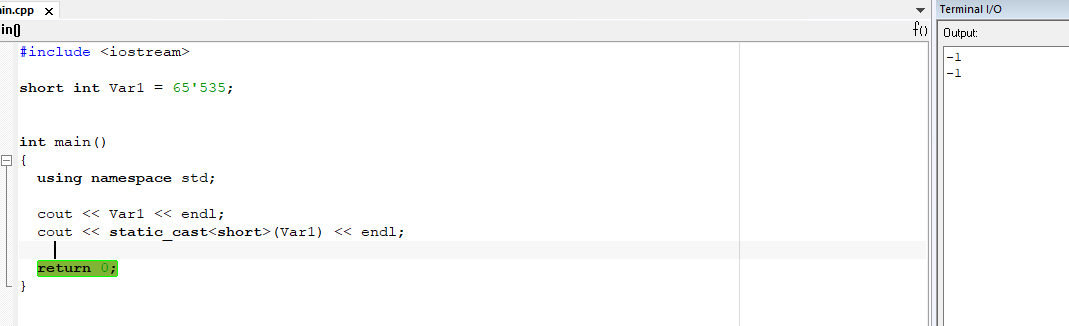 in.cpp ×
in()
f()
#include <iostream>
short int Var1 = 65'535;
int main()
{
using namespace std;
cout << Var1 << endl;
cout << static_cast<short>(Var1) << endl;
return 0;
}
Terminal I/O
Output:
-1
-1